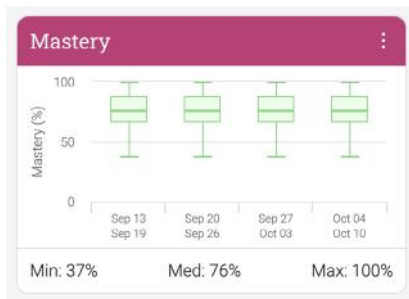 Mastery
100
50
0
Mastery (%)
Sep 13 Sep 20 Sep 27 Oct 04
Sep 19 Sep 26 Oct 03 Oct 10
Min: 37% Med: 76% Max: 100%